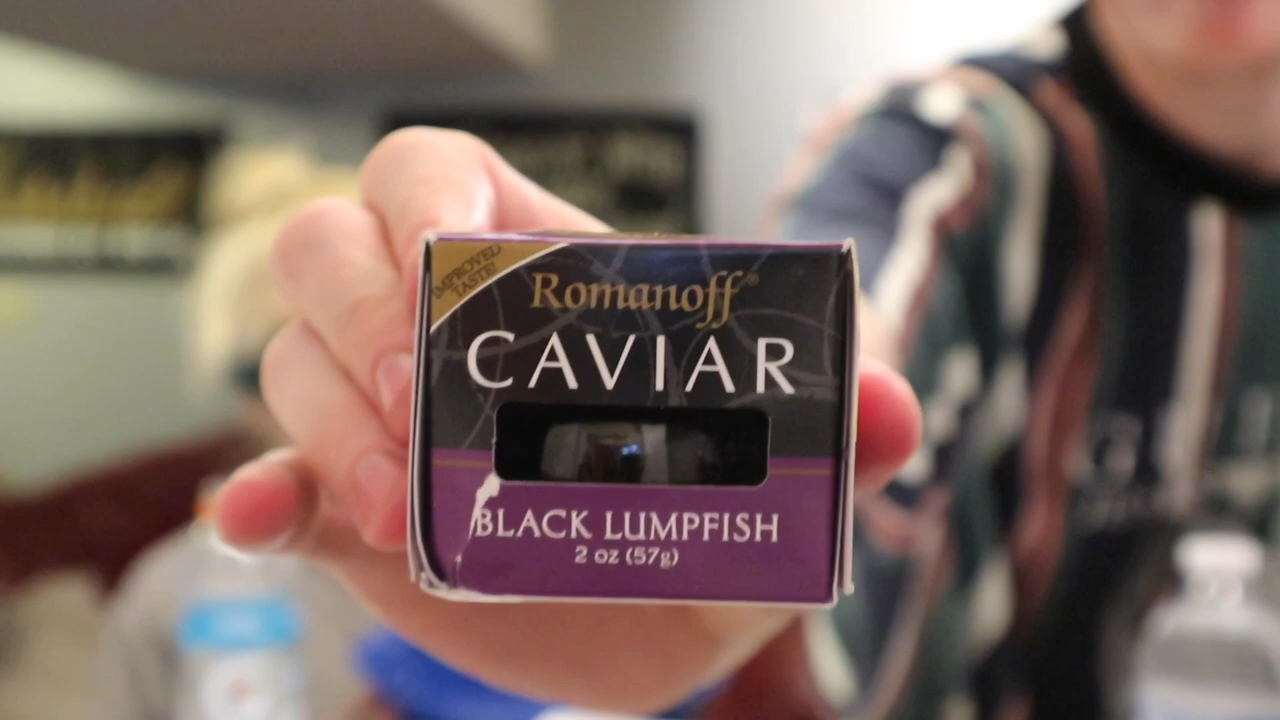 IMPROVED
TASTE!
Romanoff®
CAVIAR
BLACK LUMPFISH
2 oz (57g)